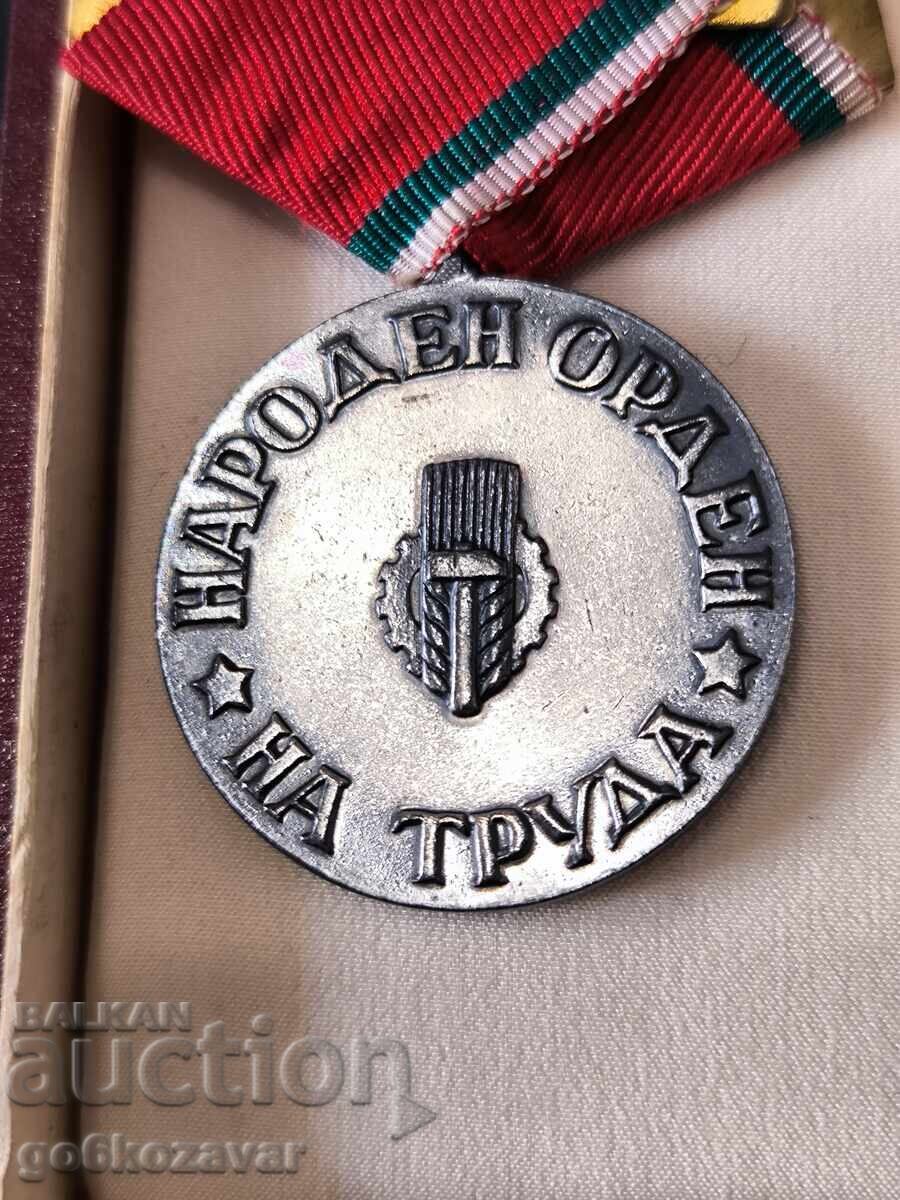 НАРОДЕН ОРДЕН
НА ТРУДА
BALKAN
auction
go6kozavar